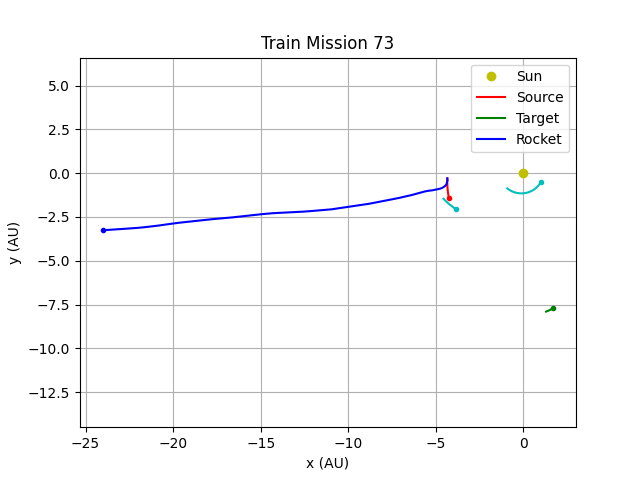 Train Mission 73
Sun
Source
Target
Rocket
5.0
2.5
0.0
−2.5
−5.0
−7.5
−10.0
−12.5
y (AU)
−25
−20
−15
−10
−5
0
x (AU)